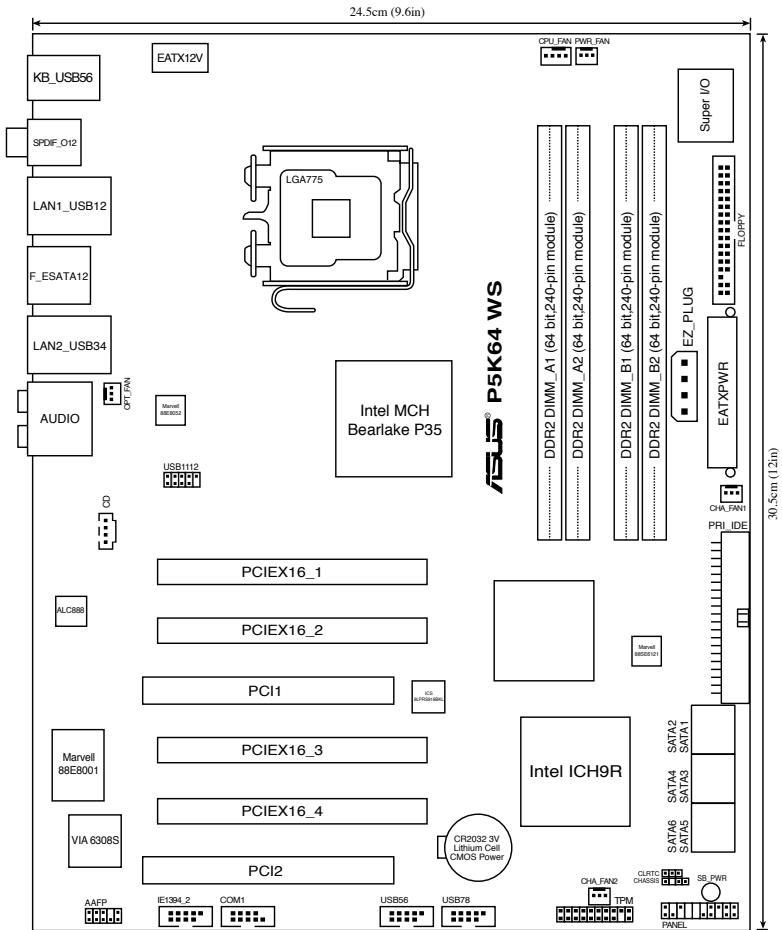 24.5cm (9.6in)
CPU_FAN PWR_FAN
EATX12V
KB_USB56
Super I/O
SPDIF_O12
LGA775
LAN1_USB12
FLOPPY
F_ESATA12
LAN2_USB34
DDR2 DIMM_A1 (64 bit,240-pin module)
DDR2 DIMM_A2 (64 bit,240-pin module)
DDR2 DIMM_B1 (64 bit,240-pin module)
DDR2 DIMM_B2 (64 bit,240-pin module)
EZ_PLUG
EATXPWR
ASUS® P5K64 WS
OPT_FAN
AUDIO
Marvell
88E8052
Intel MCH
Bearlake P35
USB1112
CD
CHA_FAN1
30.5cm (12in)
PRI_IDE
PCIEX16_1
ALC888
PCIEX16_2
Marvell
88SE6121
PCI1
ICS
SATA2
SATA1
Marvell
88E8001
PCIEX16_3
Intel ICH9R
SATA4
SATA3
PCIEX16_4
VIA 6308S
CR2032 3V
Lithium Cell
CMOS Power
SATA6
SATA5
PCI2
CLRTC
CHASSIS
SB_PWR
CHA_FAN2
AAFP
IE1394_2
COM1
USB56
USB78
TPM
PANEL